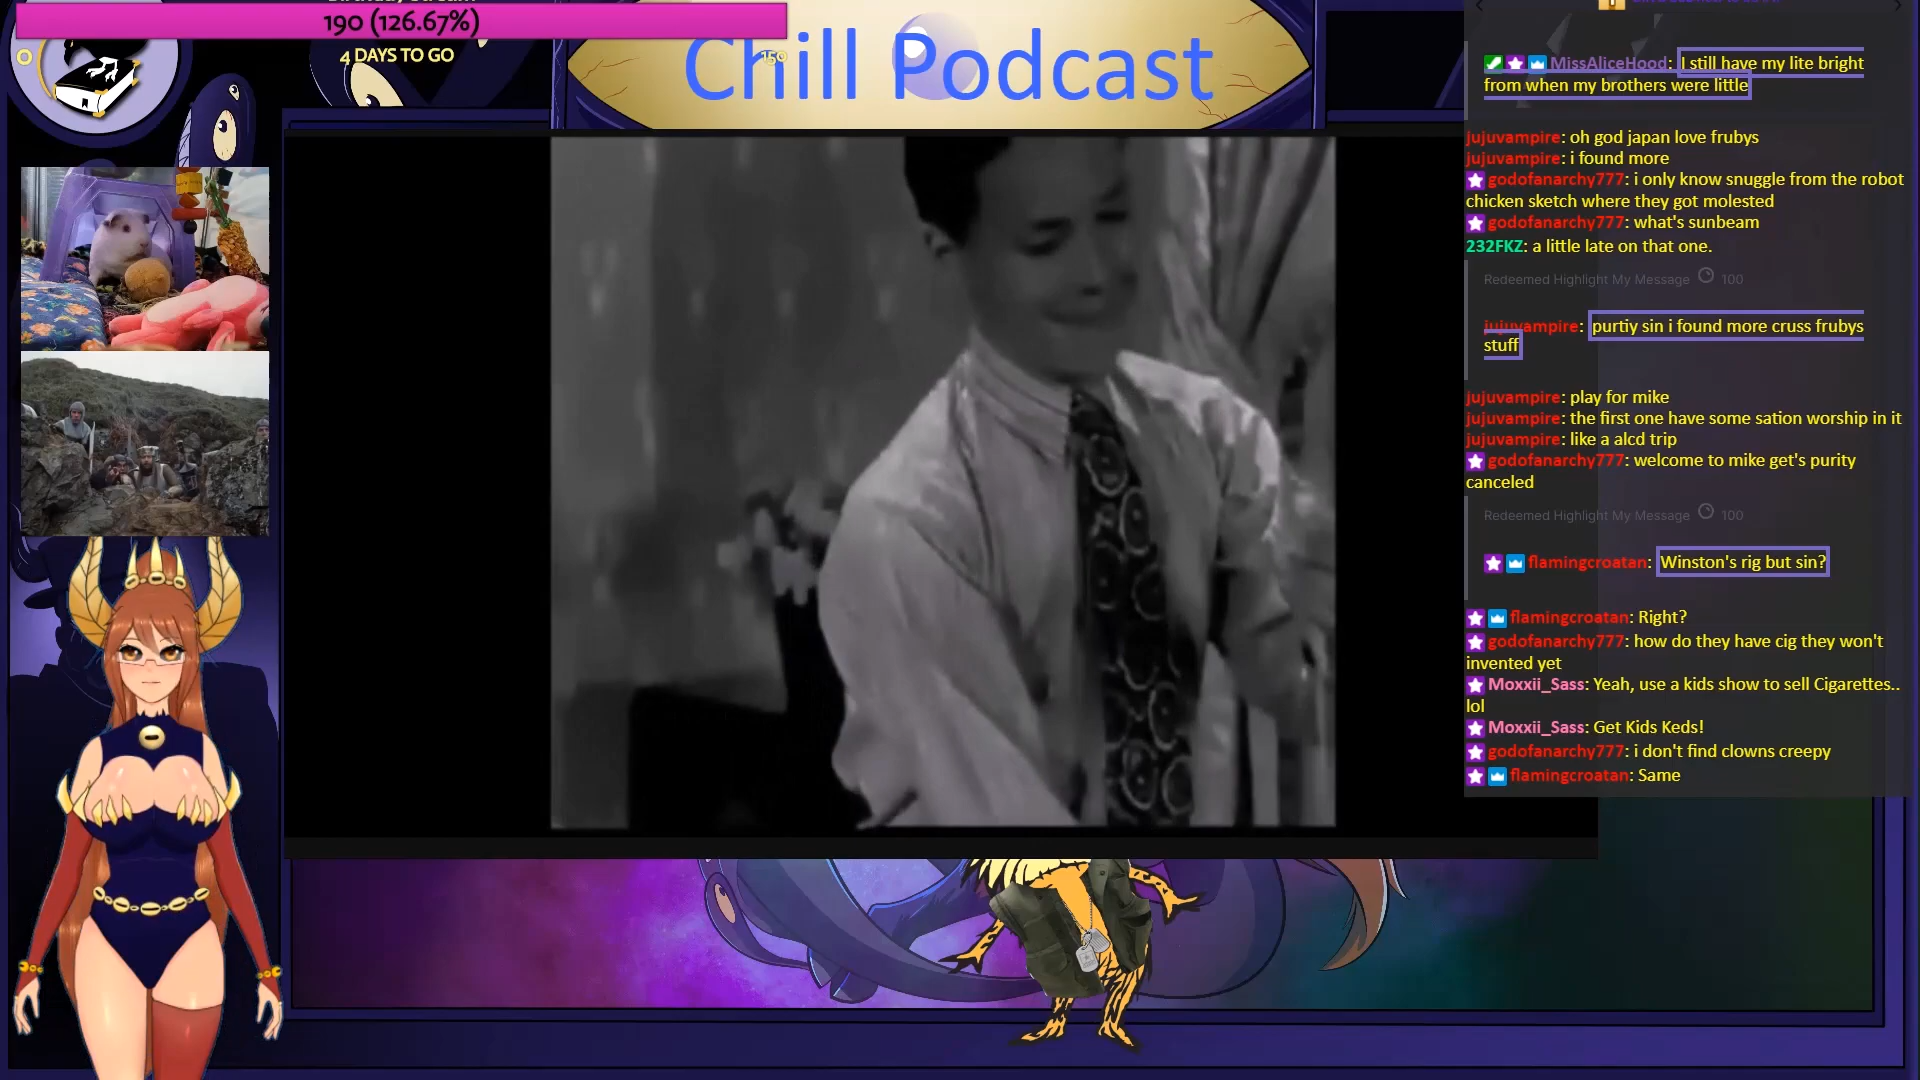 190 (126.67%)
4 DAYS TO GO
150
Chill Podcast
MissAliceHood: I still have my lite bright
from when my brothers were little
jujuvampire: oh god japan love frubys
jujuvampire: i found more
godofanarchy777: i only know snuggle from the robot
chicken sketch where they got molested
godofanarchy777: what's sunbeam
232FKZ: a little late on that one.
Redeemed Highlight My Message 100
jujuvampire: purtiy sin i found more cruss frubys
stuff
jujuvampire: play for mike
jujuvampire: the first one have some sation worship in it
jujuvampire: like a alcd trip
godofanarchy777: welcome to mike get's purity
canceled
Redeemed Highlight My Message 100
flamingcroatan: Winston's rig but sin?
flamingcroatan: Right?
godofanarchy777: how do they have cig they won't
invented yet
Moxxii_Sass: Yeah, use a kids show to sell Cigarettes..
lol
Moxxii_Sass: Get Kids Keds!
godofanarchy777: i don't find clowns creepy
flamingcroatan: Same